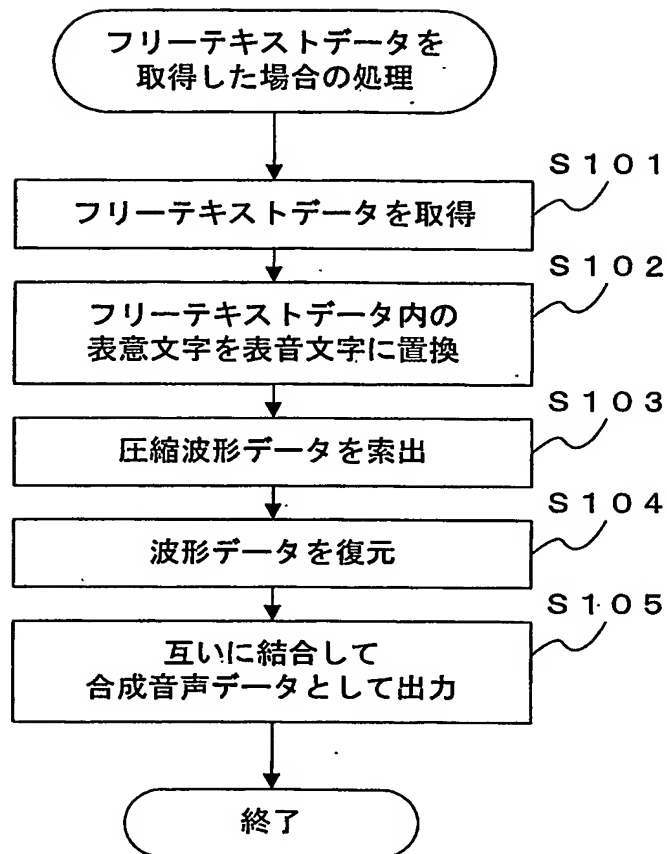 フリーテキストデータを
取得した場合の処理
S101
フリーテキストデータを取得
S102
フリーテキストデータ内の
表意文字を表音文字に置換
S103
圧縮波形データを索出
S104
波形データを復元
S105
互いに結合して
合成音声データとして出力
終了